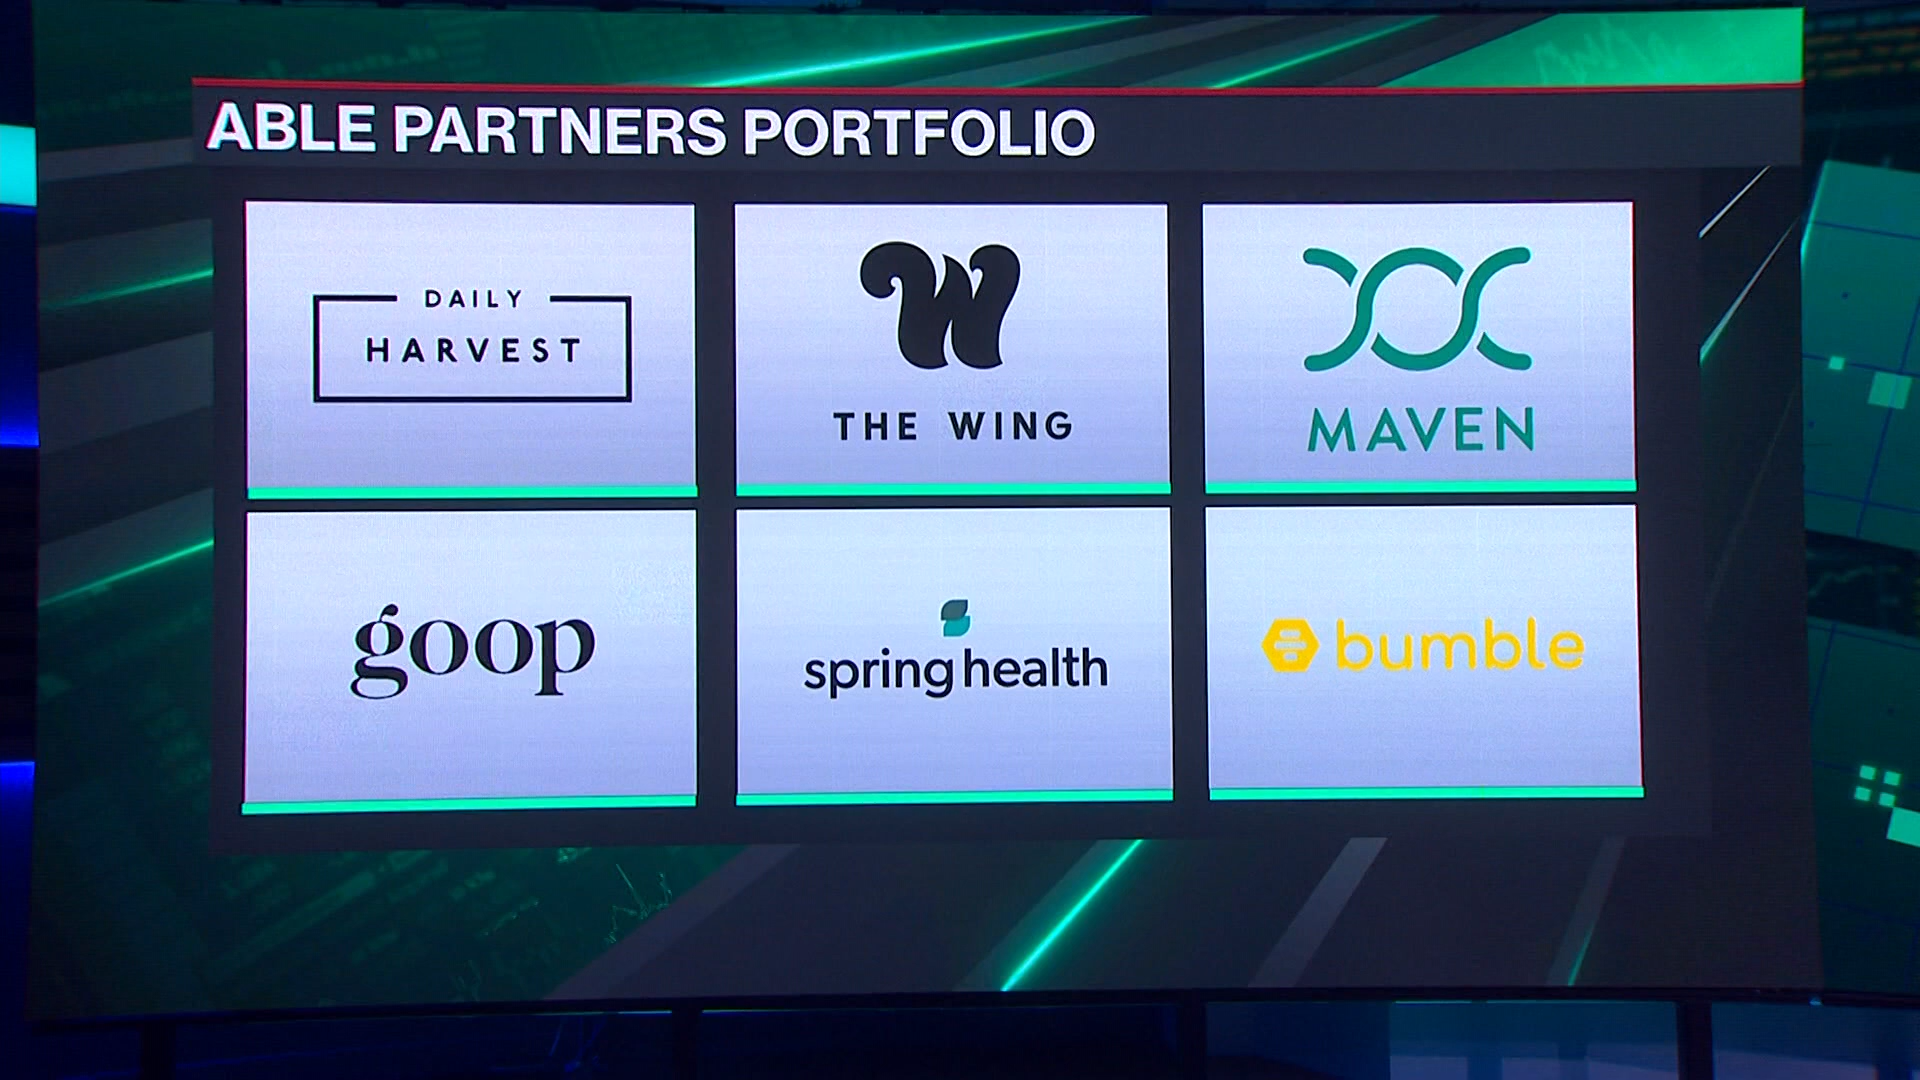 ABLE PARTNERS PORTFOLIO
DAILY
HARVEST
THE WING
MAVEN
goop
spring health
bumble